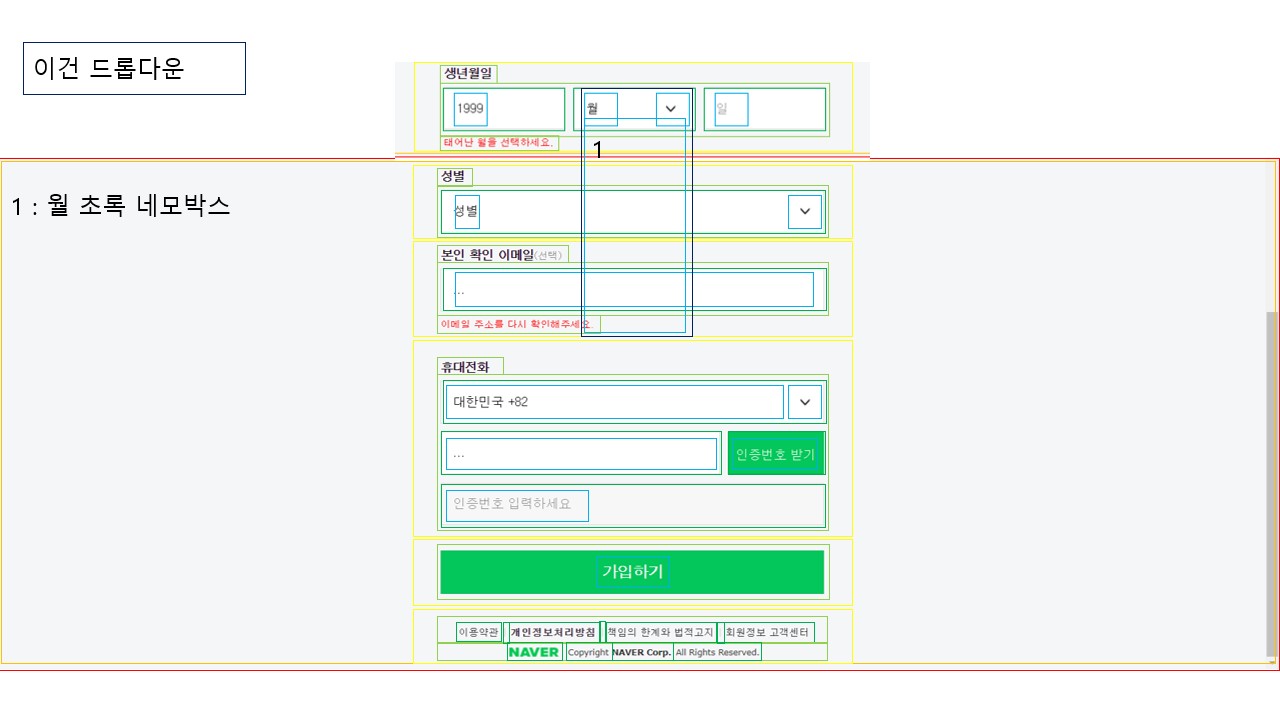 이건 드롭다운
생년월일
1999 월 일
태어난 월을 선택하세요.
1
성별
1 : 월 초록 네모박스
성별
본인 확인 이메일(선택)
...
이메일 주소를 다시 확인해주세요.
휴대전화
대한민국 +82
... 인증번호 받기
인증번호 입력하세요
가입하기
이용약관 개인정보처리방침 책임의 한계와 법적고지 회원정보 고객센터
NAVER Copyright NAVER Corp. All Rights Reserved.